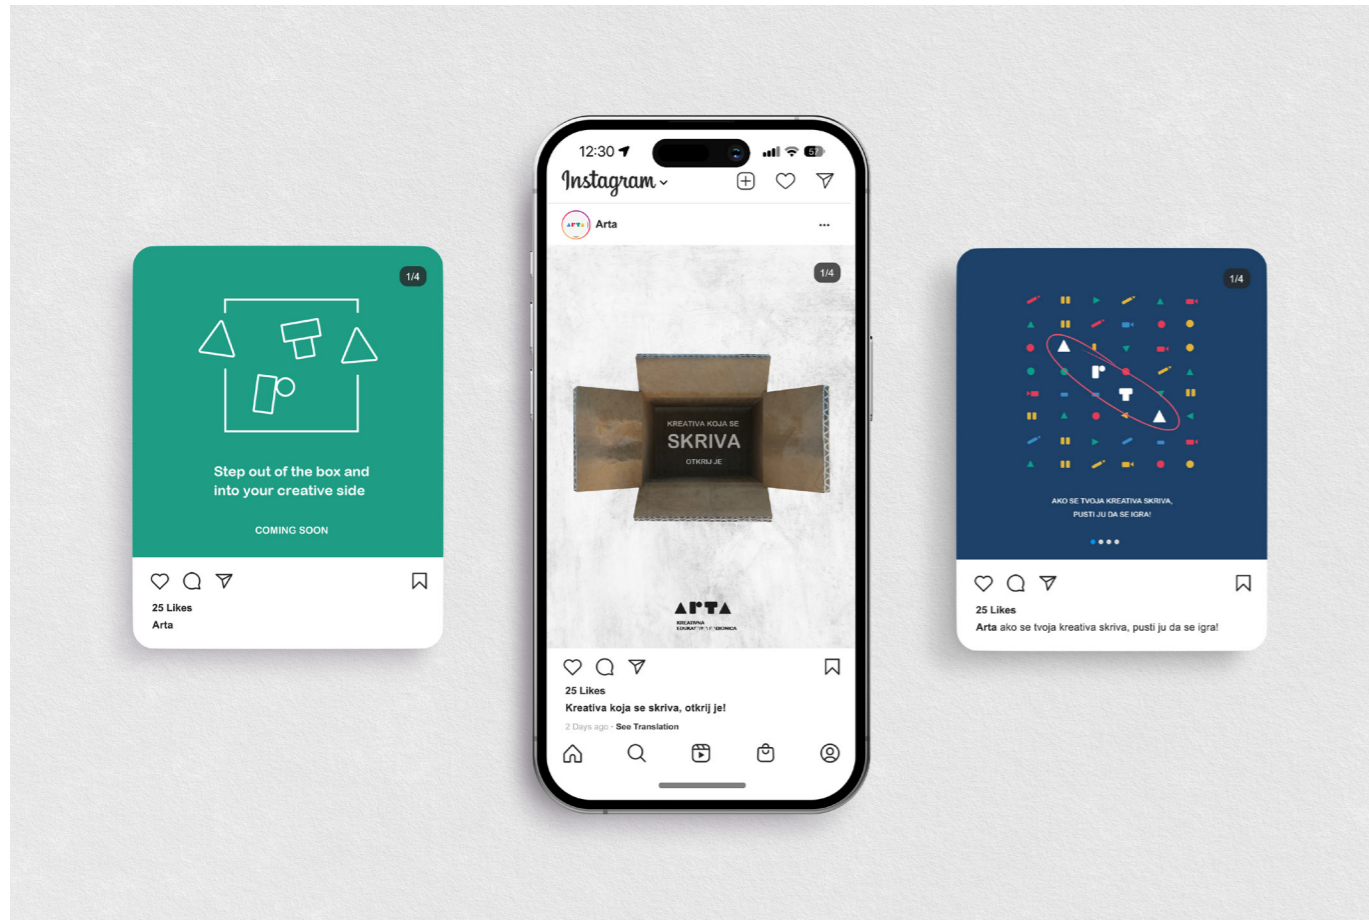 1/4
Step out of the box and
into your creative side
COMING SOON
25 Likes
Arta
12:30
57
Instagram
ARTA
Arta
1/4
KREATIVA KOJA SE
SKRIVA
OTKRIJ JE
ArTA
KREATIVNA
25 Likes
Kreativa koja se skriva, otkrij je!
2 Days ago · See Translation
1/4
ArTA
AKO SE TVOJA KREATIVA SKRIVA,
PUSTI JU DA SE IGRA!
25 Likes
Arta ako se tvoja kreativa skriva, pusti ju da se igra!